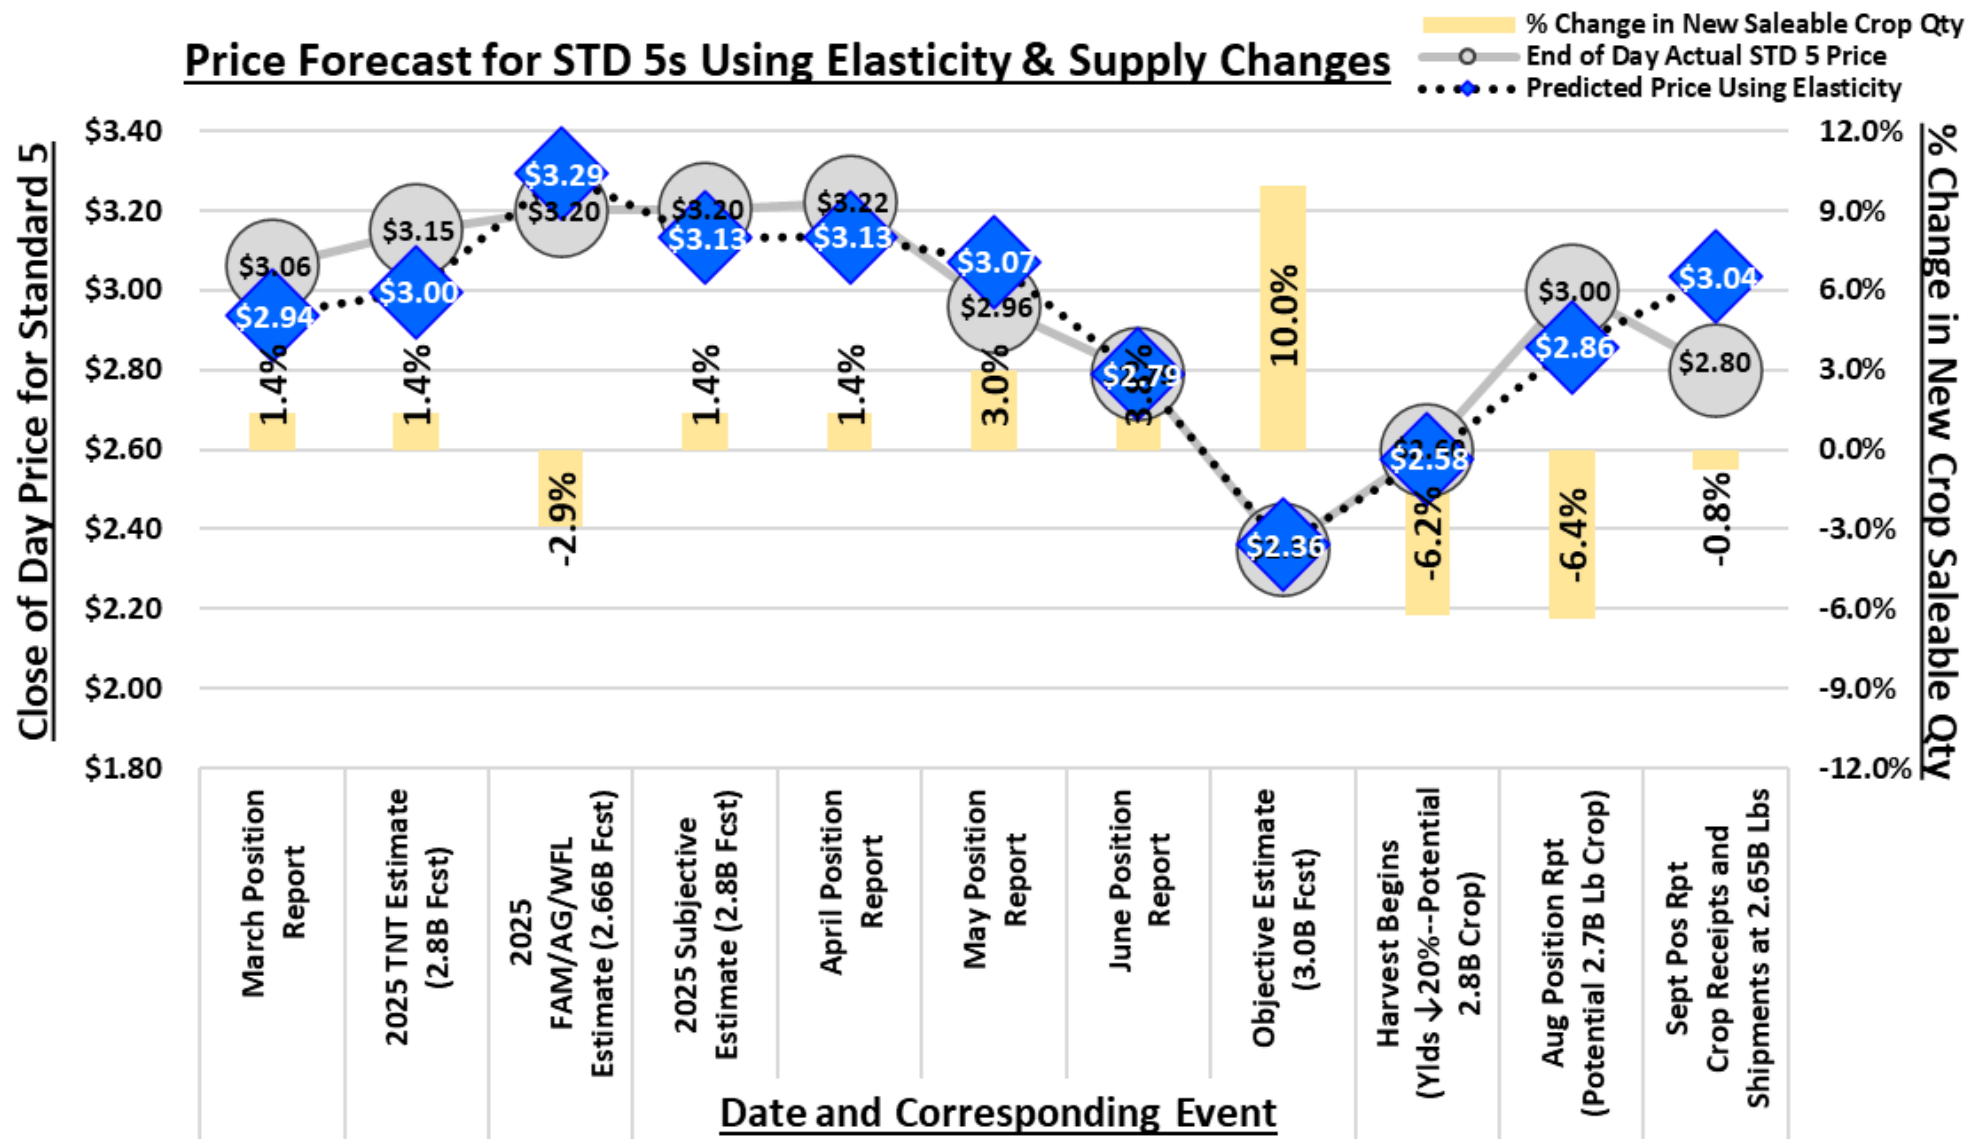 Price Forecast for STD 5s Using Elasticity & Supply Changes
% Change in New Saleable Crop Qty
End of Day Actual STD 5 Price
Predicted Price Using Elasticity
Close of Day Price for Standard 5
$3.40
$3.20
$3.00
$2.80
$2.60
$2.40
$2.20
$2.00
$1.80
12.0%
9.0%
6.0%
3.0%
0.0%
-3.0%
-6.0%
-9.0%
-12.0%
% Change in New Crop Saleable Qty
$3.06
$2.94
1.4%
$3.15
$3.00
1.4%
$3.29
$3.20
-2.9%
$3.20
$3.13
1.4%
$3.22
$3.13
1.4%
$3.07
$2.96
3.0%
$2.79
10.0%
$2.36
$2.58
-6.2%
$3.00
$2.86
-6.4%
$3.04
$2.80
-0.8%
March Position
Report
2025 TNT Estimate
(2.8B Fcst)
2025
FAM/AG/WFL
Estimate (2.66B Fcst)
2025 Subjective
Estimate (2.8B Fcst)
April Position
Report
May Position
Report
June Position
Report
Objective Estimate
(3.0B Fcst)
Harvest Begins
(Ylds ↓20%--Potential
2.8B Crop)
Aug Position Rpt
(Potential 2.7B Lb Crop)
Sept Pos Rpt
Crop Receipts and
Shipments at 2.65B Lbs
Date and Corresponding Event